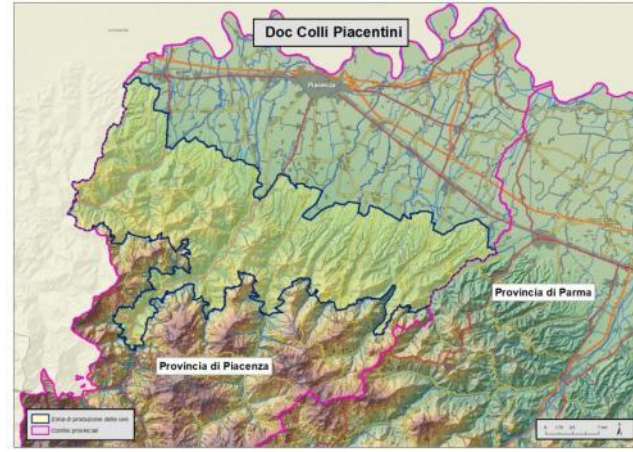 Doc Colli Piacentini
Piacenza
Provincia di Parma
Provincia di Piacenza
Zona di produzione delle uve
Confini provinciali